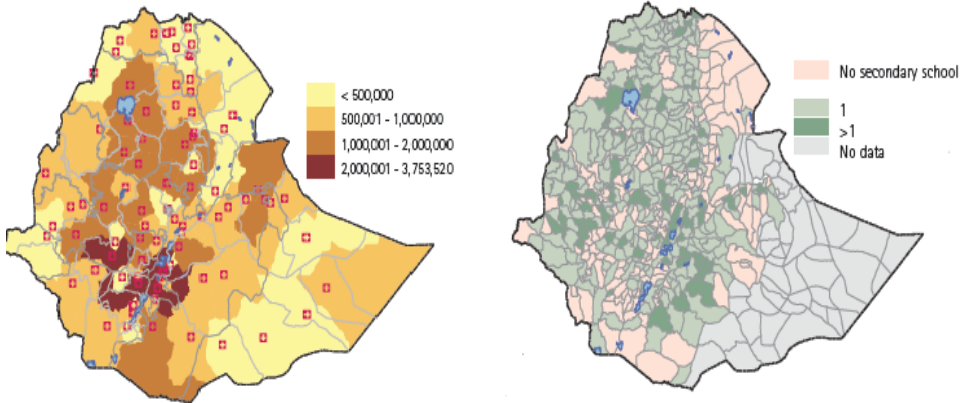 < 500,000
500,001 - 1,000,000
1,000,001 - 2,000,000
2,000,001 - 3,753,520
No secondary school
1
>1
No data